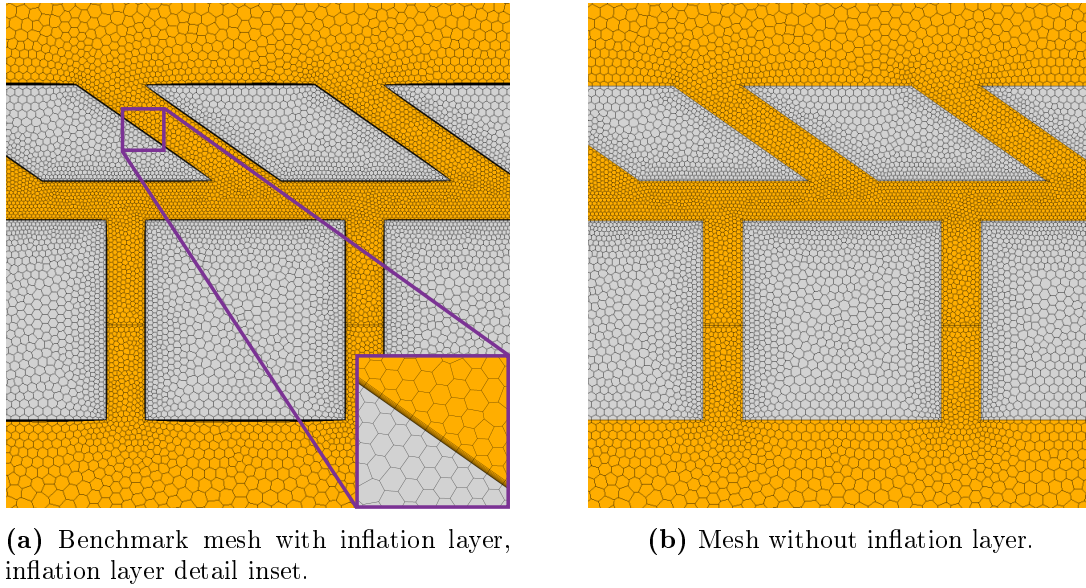 (a) Benchmark mesh with inflation layer,
inflation layer detail inset.
(b) Mesh without inflation layer.